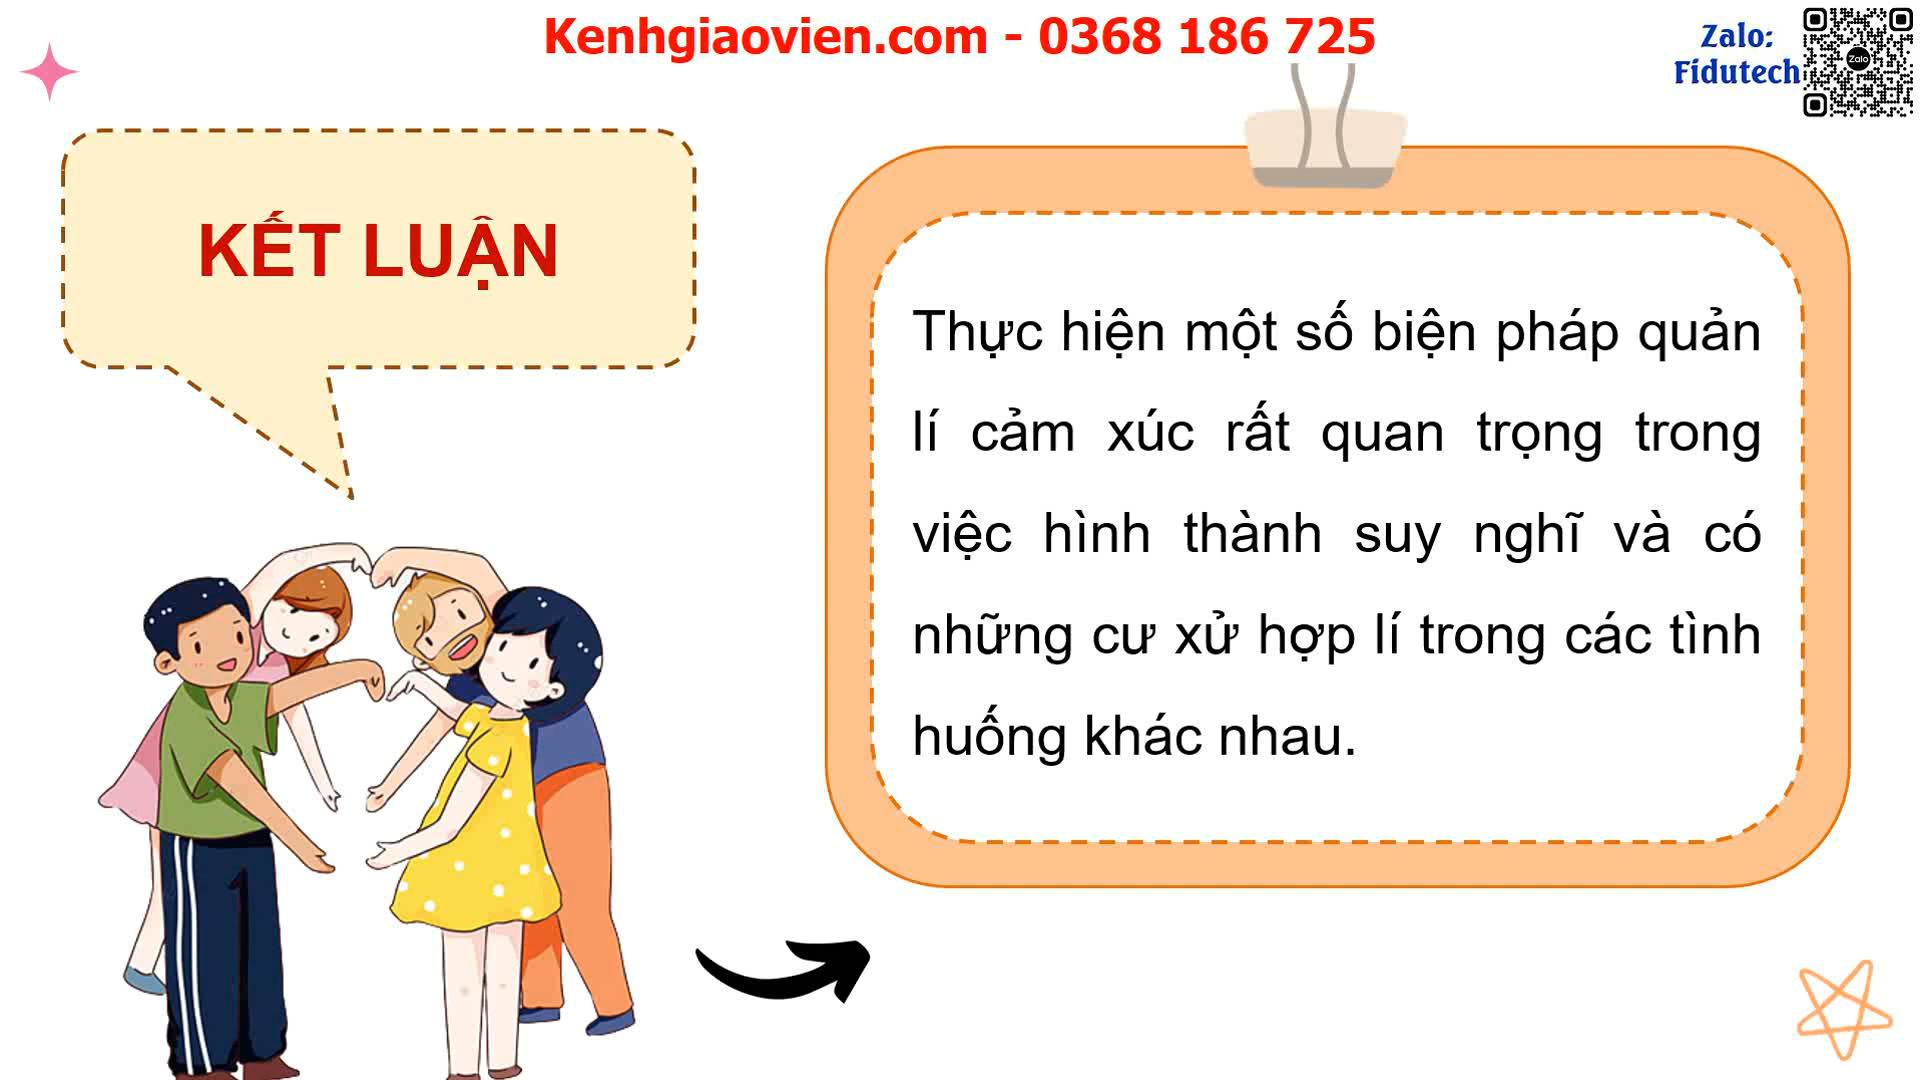 Kenhgiaovien.com - 0368 186 725
Zalo:
Fidutech
Zalo
KẾT LUẬN
Thực hiện một số biện pháp quản
lí cảm xúc rất quan trọng trong
việc hình thành suy nghĩ và có
những cư xử hợp lí trong các tình
huống khác nhau.